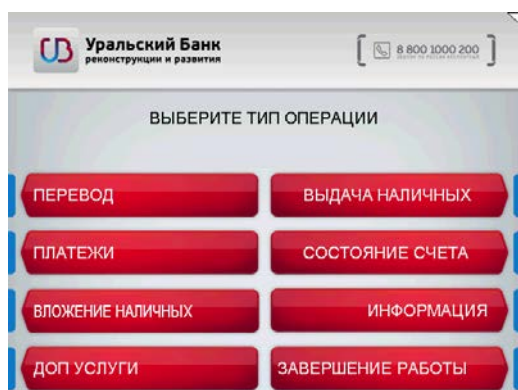 Уральский Банк
реконструкции и развития
8 800 1000 200
ВЫБЕРИТЕ ТИП ОПЕРАЦИИ
ПЕРЕВОД
ВЫДАЧА НАЛИЧНЫХ
ПЛАТЕЖИ
СОСТОЯНИЕ СЧЕТА
ВЛОЖЕНИЕ НАЛИЧНЫХ
ИНФОРМАЦИЯ
ДОП УСЛУГИ
ЗАВЕРШЕНИЕ РАБОТЫ